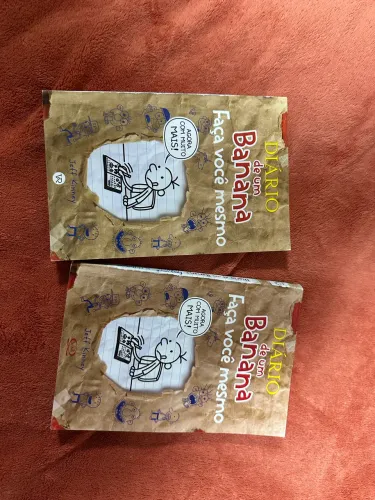 DIÁRIO
de um
Banana
Faça você mesmo
AGORA
COM MUITO
MAIS!
Jeff Kinney
DIÁRIO
de um
Banana
Faça você mesmo
AGORA
COM MUITO
MAIS!
Jeff Kinney